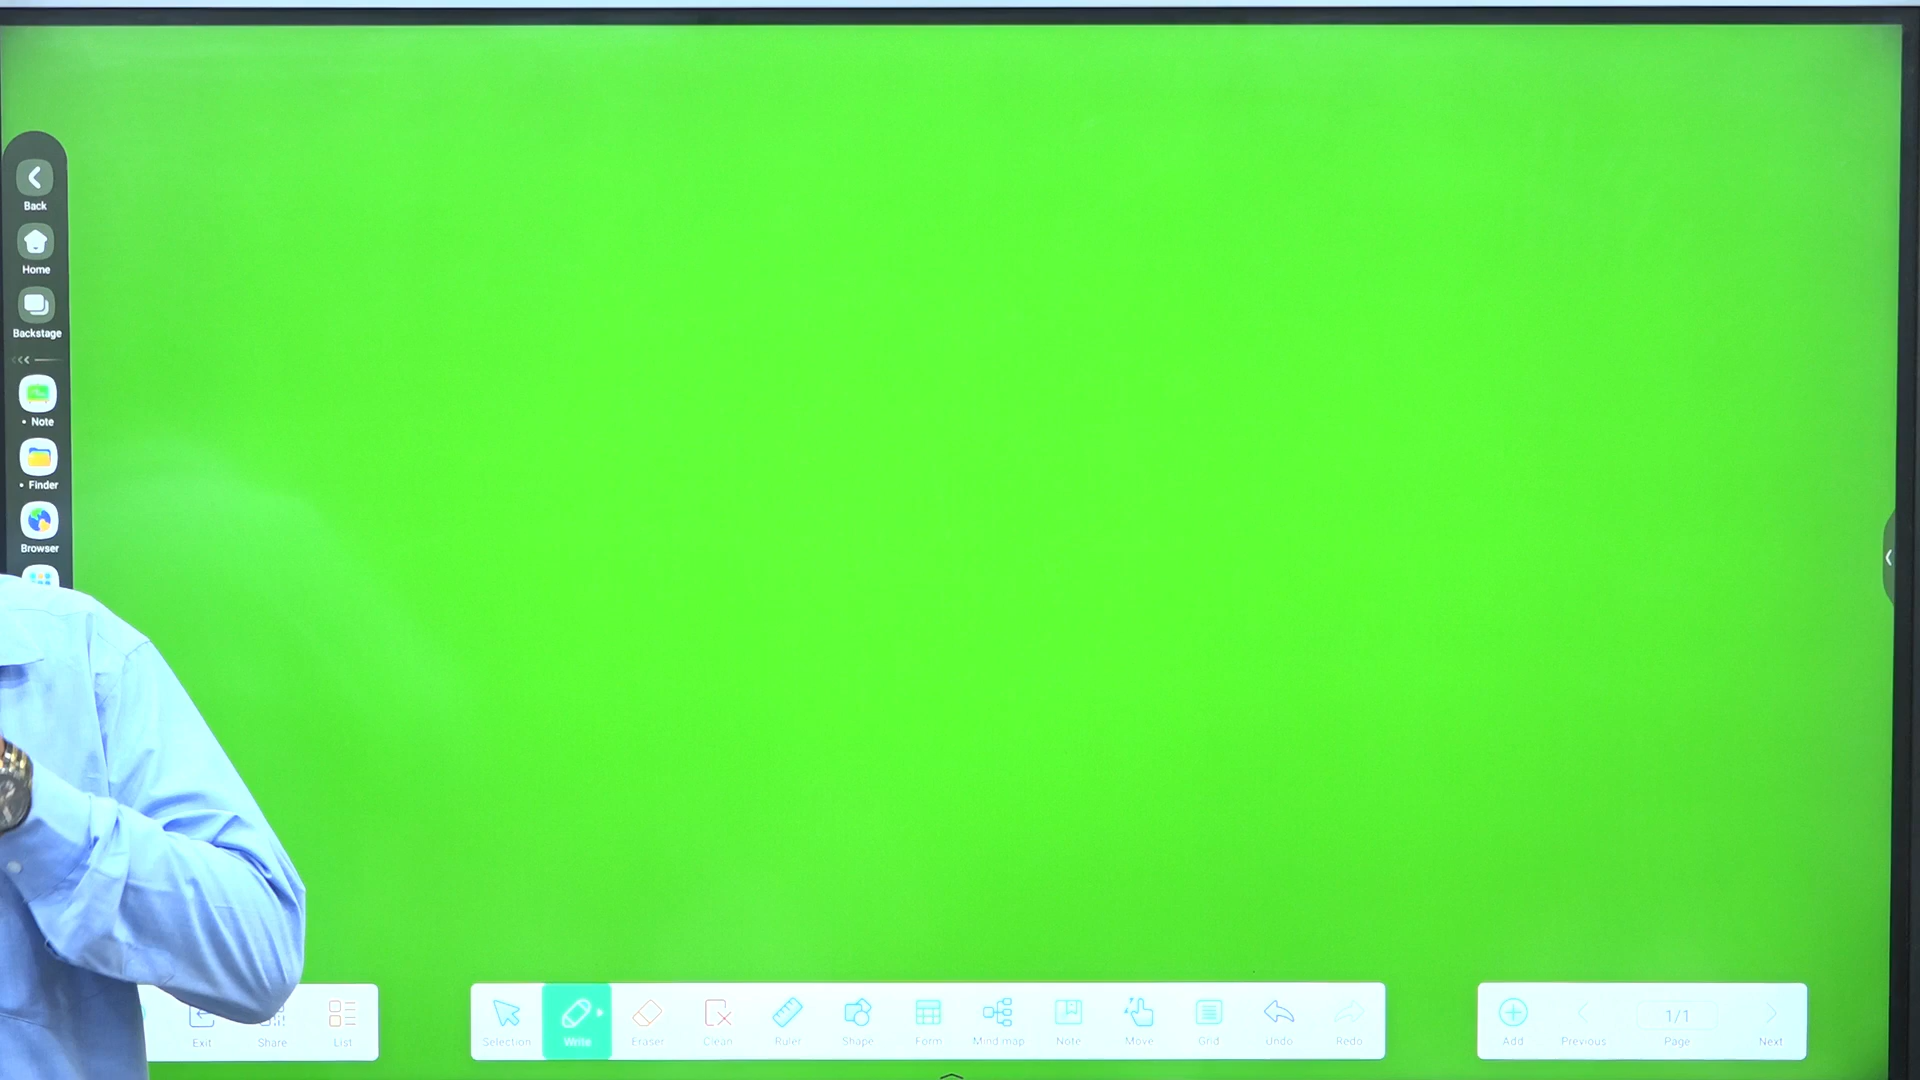 Back
Home
Backstage
Note
Finder
Browser
Exit
Share
List
Selection
Write
Eraser
Clean
Ruler
Shape
Form
Mind map
Note
Move
Grid
Undo
Redo
Add
Previous
1/1
Page
Next